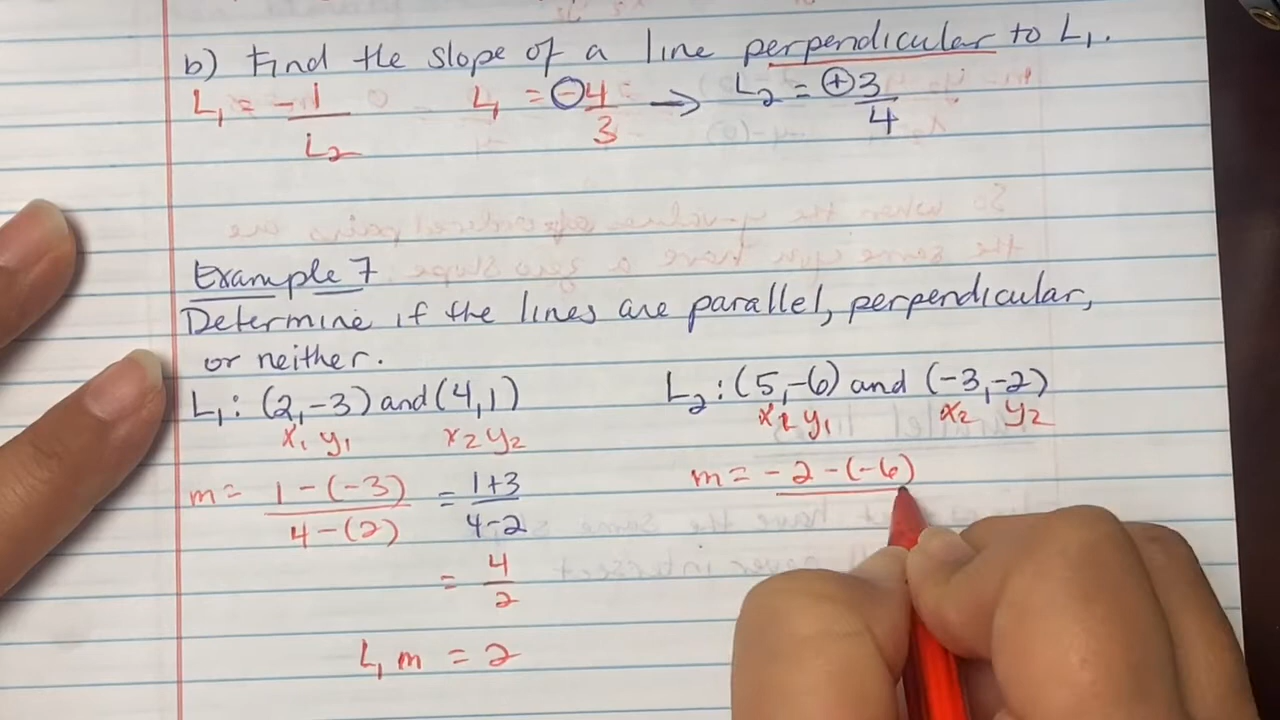 b) Find the slope of a line perpendicular to L₁.
L₁ = -1/L₂ L₁ = -4/3 → L₂ = +3/4
Example 7
Determine if the lines are parallel, perpendicular,
or neither.
L₁: (2,-3) and (4,1) L₂: (5,-6) and (-3,-2)
x₁ y₁ x₂ y₂ x₁ y₁ x₂ y₂
m = 1-(-3)/4-(2) = 1+3/4-2 m = -2-(-6)
= 4/2
L₁ m = 2